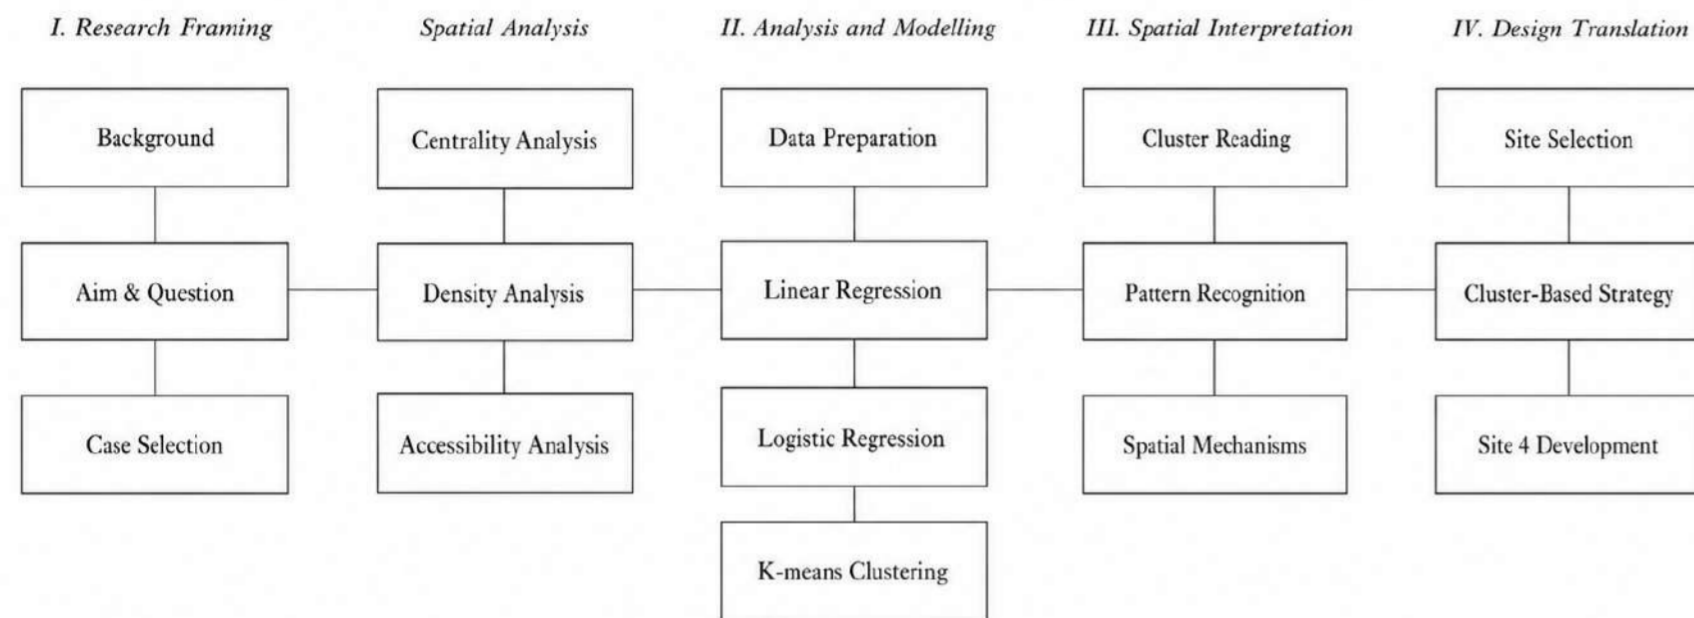 I. Research Framing
Spatial Analysis
II. Analysis and Modelling
III. Spatial Interpretation
IV. Design Translation
Background
Centrality Analysis
Data Preparation
Cluster Reading
Site Selection
Aim & Question
Density Analysis
Linear Regression
Pattern Recognition
Cluster-Based Strategy
Case Selection
Accessibility Analysis
Logistic Regression
Spatial Mechanisms
Site 4 Development
K-means Clustering